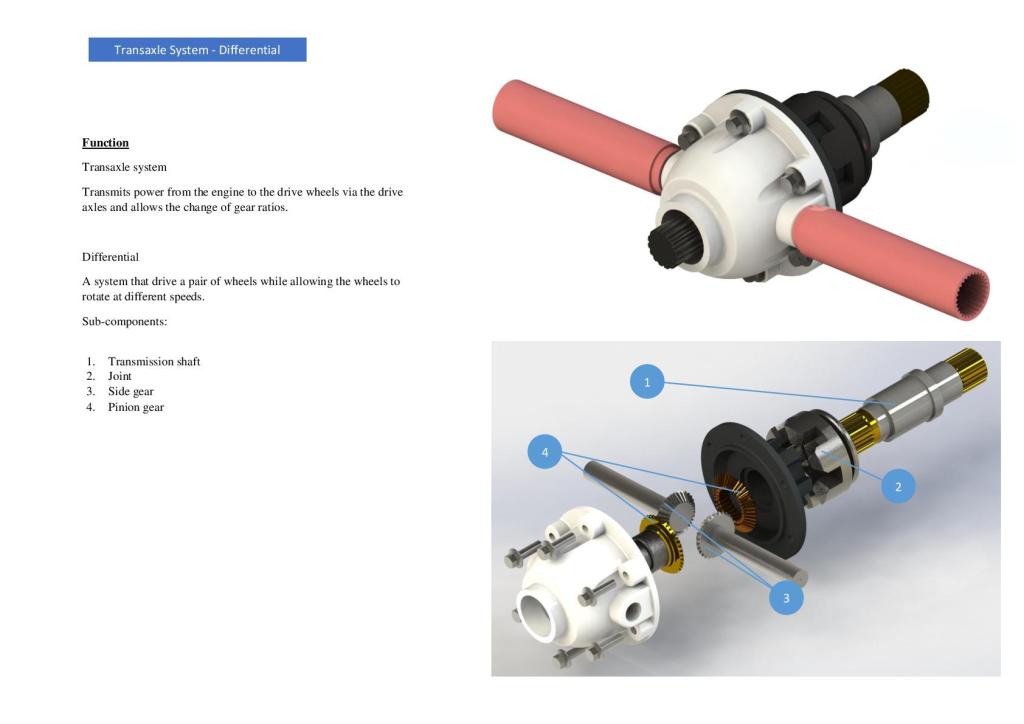 Transaxle System - Differential
Function
Transaxle system
Transmits power from the engine to the drive wheels via the drive
axles and allows the change of gear ratios.
Differential
A system that drive a pair of wheels while allowing the wheels to
rotate at different speeds.
Sub-components:
1. Transmission shaft
2. Joint
3. Side gear
4. Pinion gear
1
4
2
3